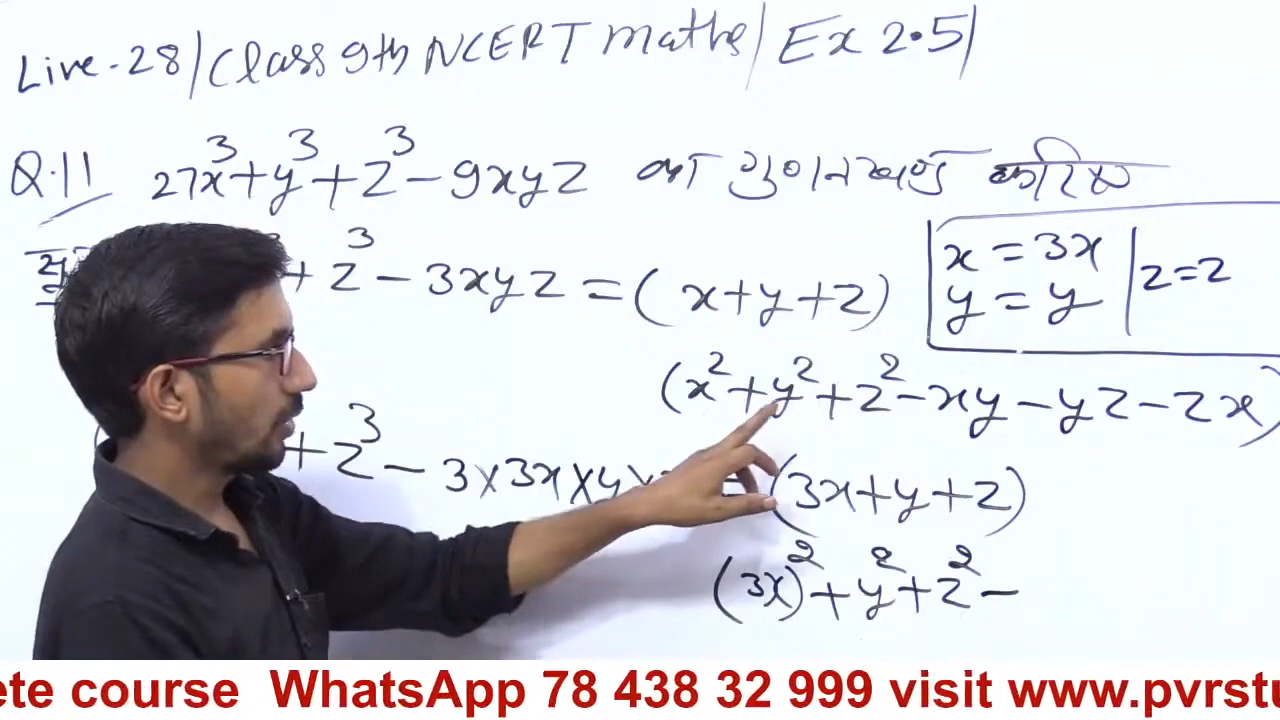 Live-28/Class 9th NCERT maths/Ex 2.5/
Q.11 27x³+y³+z³-9xyz का गुणनखण्ड करिए
+z³-3xyz=(x+y+z)
x=3x
y=y
z=z
(x²+y²+z²-xy-yz-zx)
+z³-3×3x×y× =(3x+y+z)
(3x)²+y²+z²-
ete course WhatsApp 78 438 32 999 visit www.pvrstu